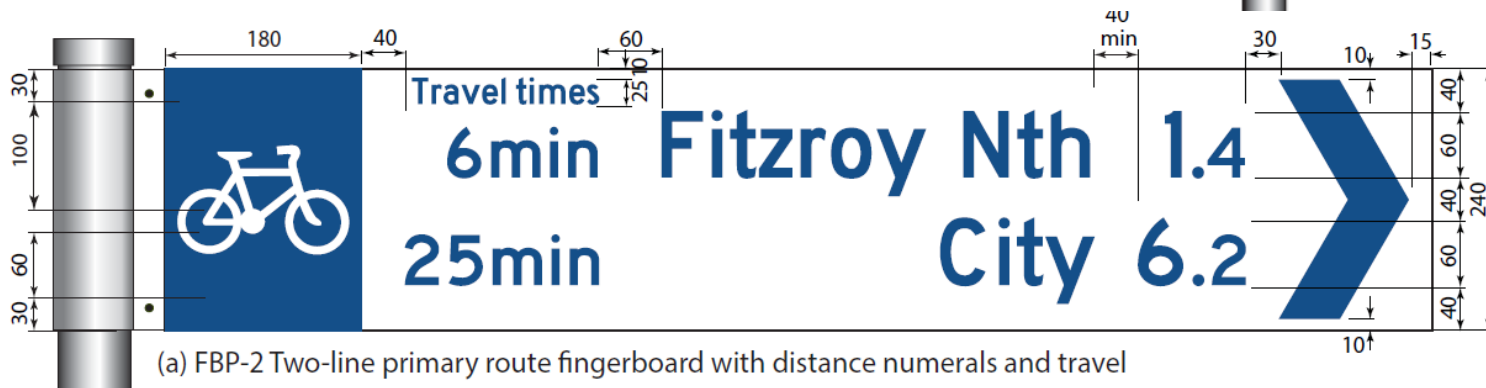 180 40 60 40 min 30 10 15
30 100 60 30
10 25
Travel times
6min Fitzroy Nth 1.4
25min City 6.2
40 60 40 60 40 240
10
(a) FBP-2 Two-line primary route fingerboard with distance numerals and travel